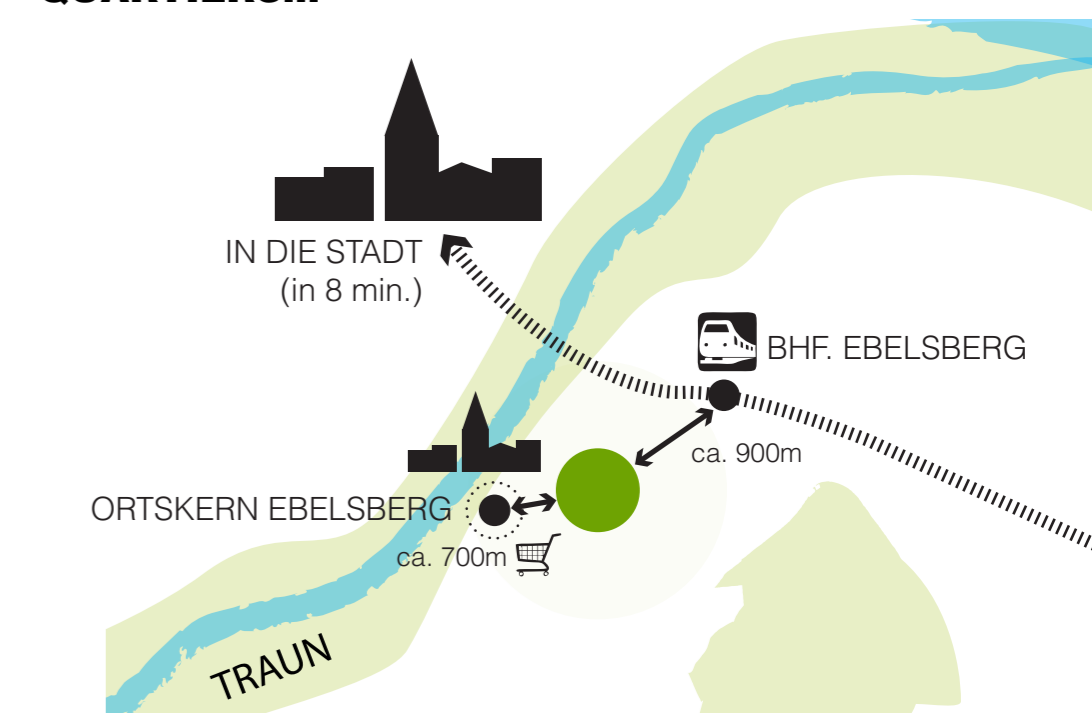 IN DIE STADT
(in 8 min.)
BHF. EBELSBERG
ca. 900m
ORTSKERN EBELSBERG
ca. 700m
TRAUN